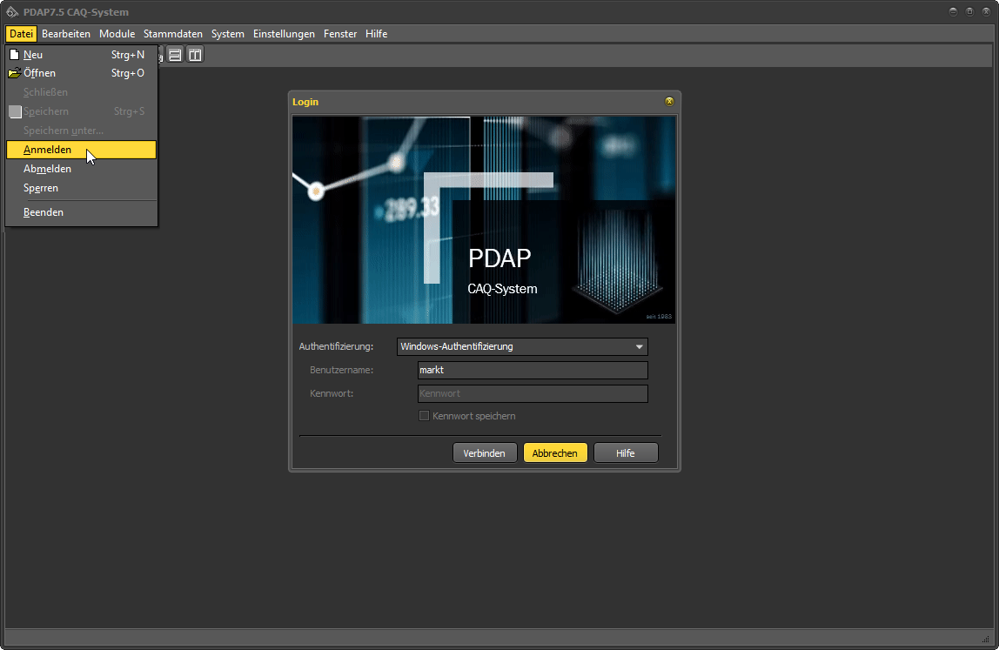 PDAP7.5 CAQ-System
Datei Bearbeiten Module Stammdaten System Einstellungen Fenster Hilfe
Neu Strg+N
Öffnen Strg+O
Schließen
Speichern Strg+S
Speichern unter...
Anmelden
Abmelden
Sperren
Beenden
Login
289.33
PDAP
CAQ-System
seit 1983
Authentifizierung: Windows-Authentifizierung
Benutzername: markt
Kennwort: Kennwort
Kennwort speichern
Verbinden Abbrechen Hilfe